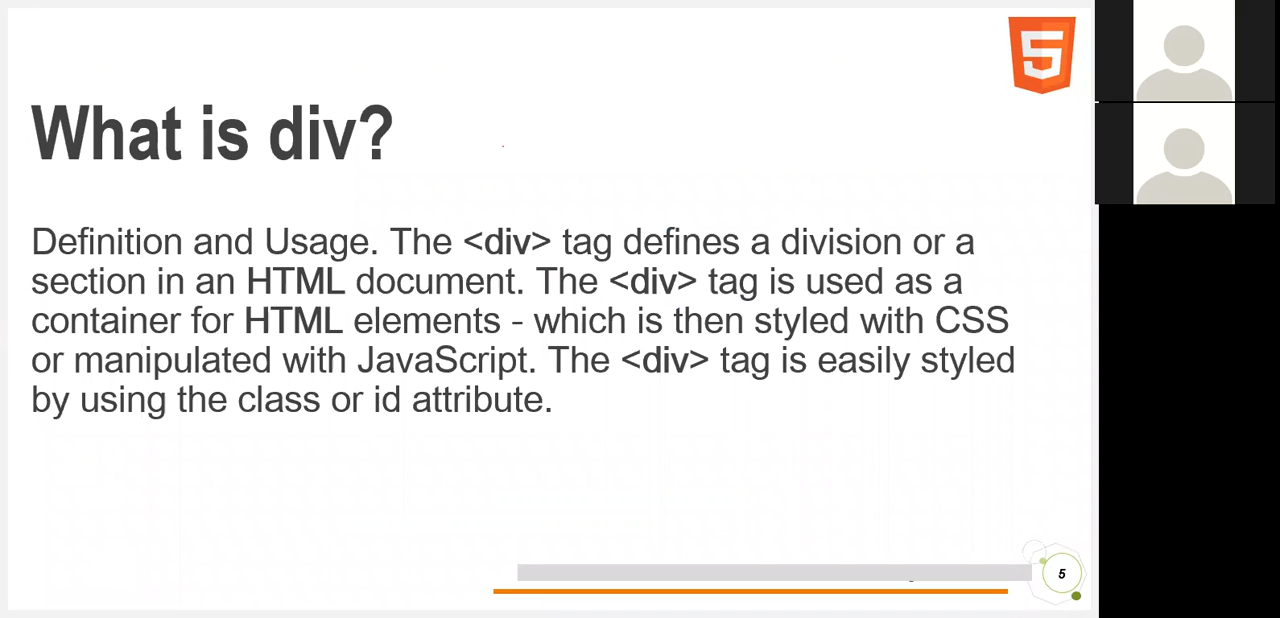 What is div?
Definition and Usage. The <div> tag defines a division or a
section in an HTML document. The <div> tag is used as a
container for HTML elements - which is then styled with CSS
or manipulated with JavaScript. The <div> tag is easily styled
by using the class or id attribute.
5